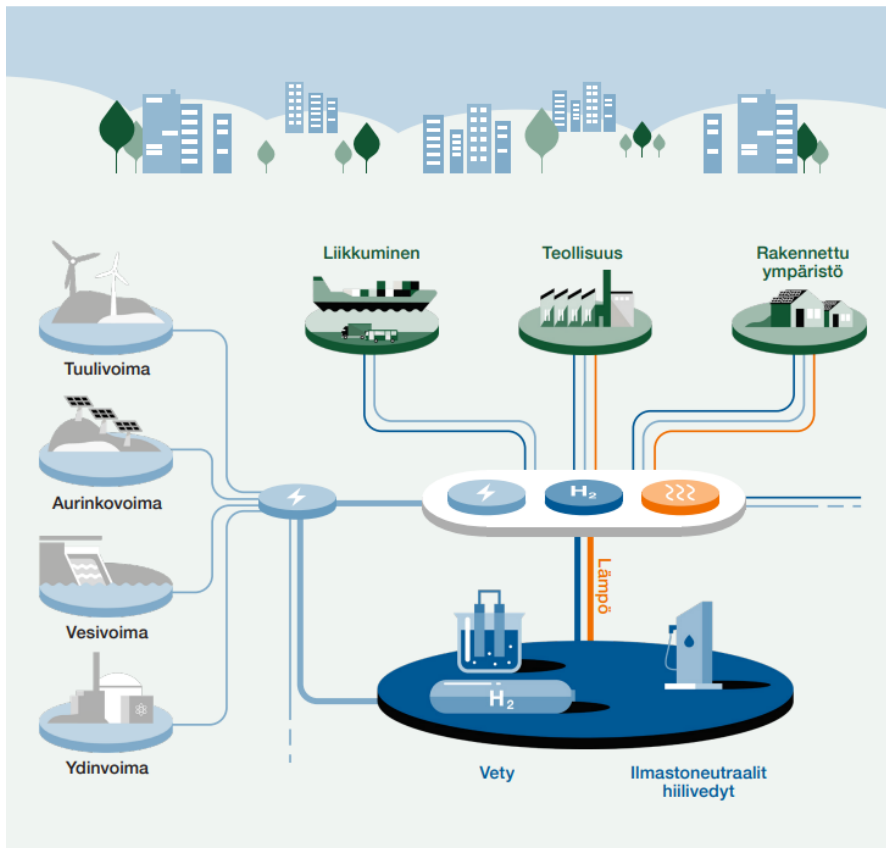 Liikkuminen
Teollisuus
Rakennettu
ympäristö
Tuulivoima
Aurinkovoima
H₂
Lämpö
Vesivoima
H₂
Ydinvoima
Vety
Ilmastoneutraalit
hiilivedyt